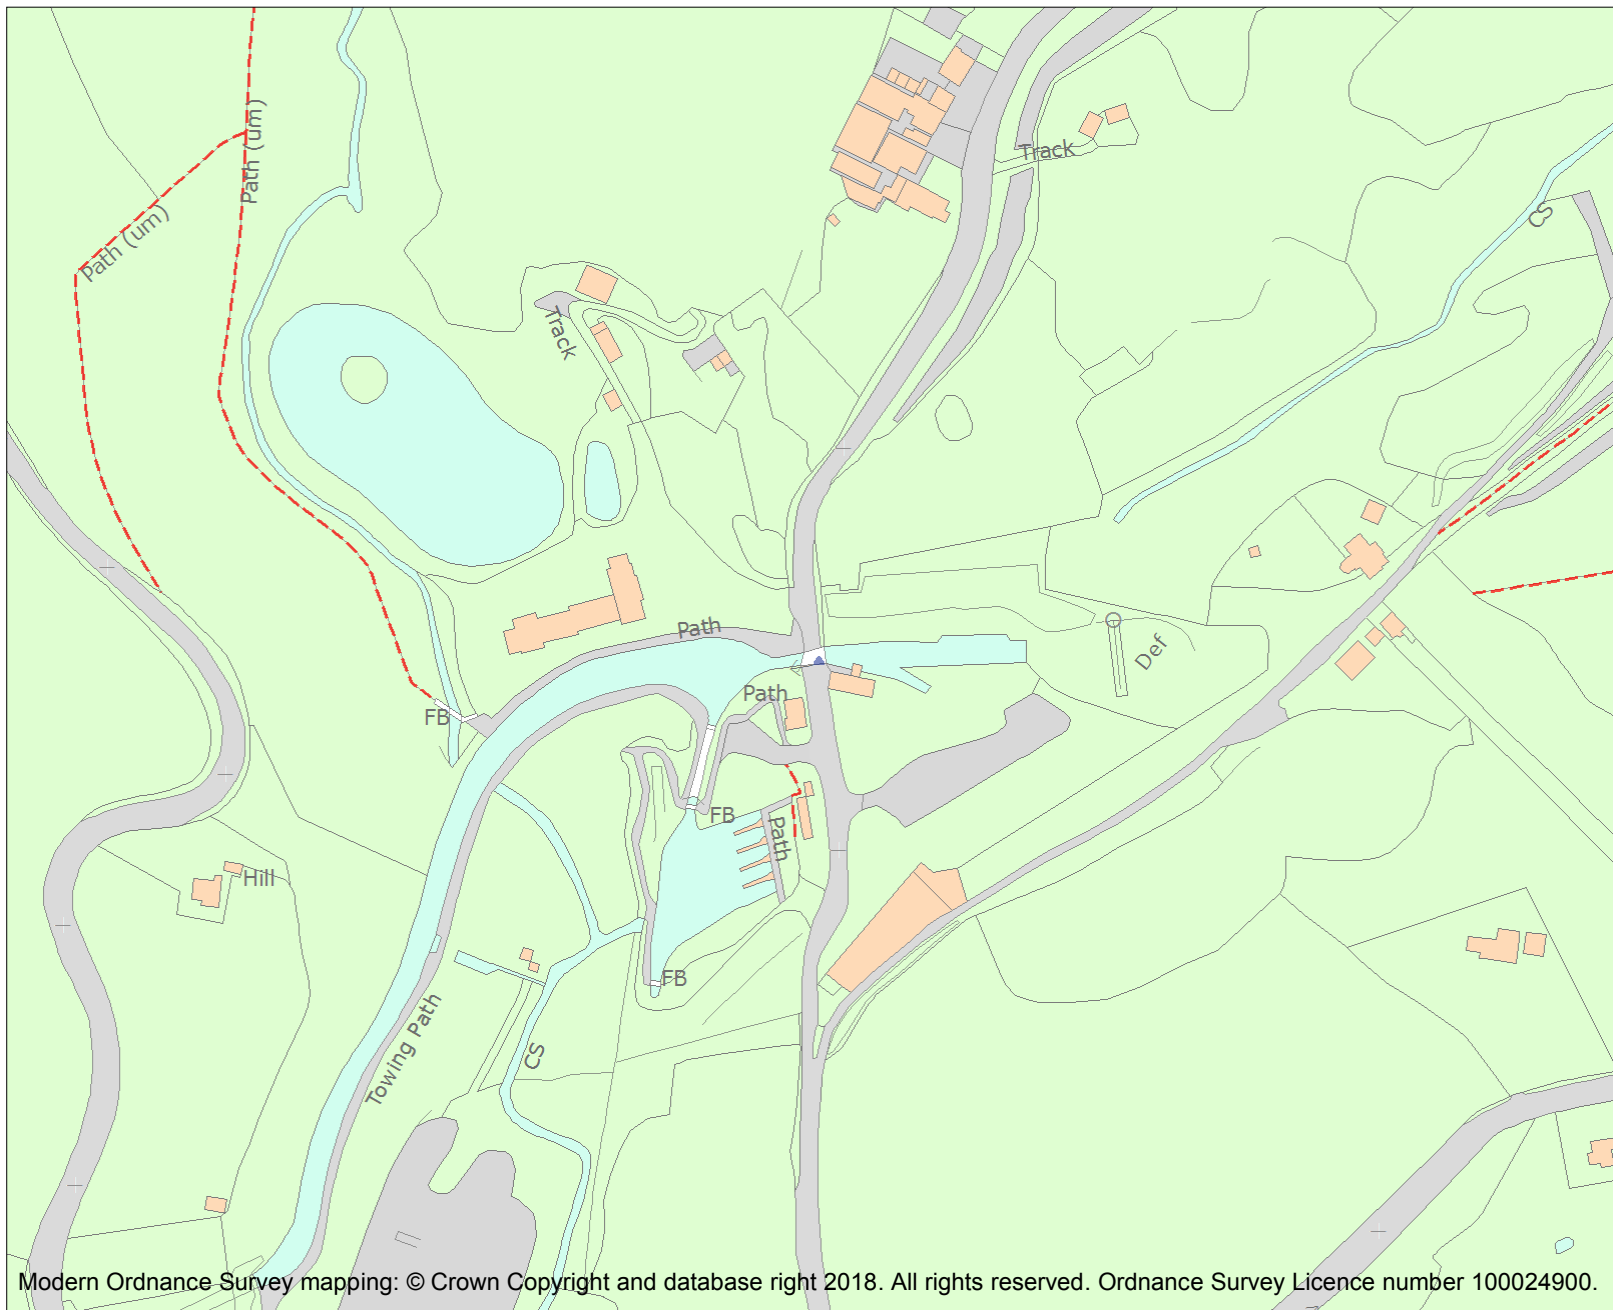 Path (um)
Track
Path (um)
CS
Track
Path
Def
Path
FB
FB
Path
Hill
FB
Towing Path
CS
Modern Ordnance Survey mapping: © Crown Copyright and database right 2018. All rights reserved. Ordnance Survey Licence number 100024900.